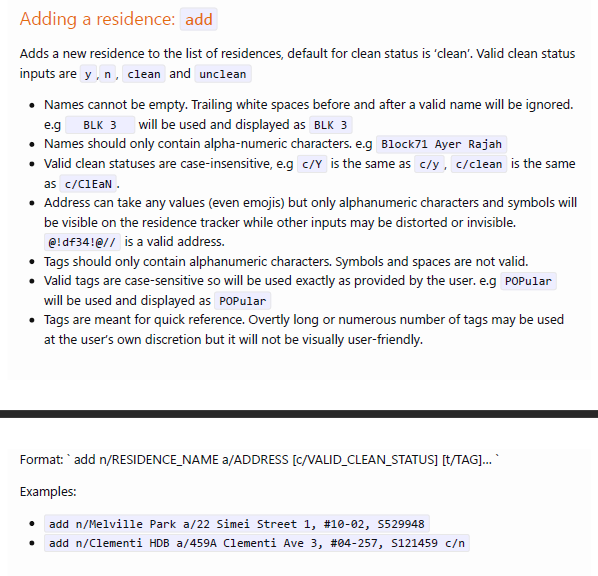 Adding a residence: add
Adds a new residence to the list of residences, default for clean status is ‘clean’. Valid clean status
inputs are y , n , clean and unclean
• Names cannot be empty. Trailing white spaces before and after a valid name will be ignored.
e.g    BLK 3    will be used and displayed as BLK 3
• Names should only contain alpha-numeric characters. e.g Block71 Ayer Rajah
• Valid clean statuses are case-insensitive, e.g c/Y is the same as c/y , c/clean is the same
as c/ClEaN .
• Address can take any values (even emojis) but only alphanumeric characters and symbols will
be visible on the residence tracker while other inputs may be distorted or invisible.
@!df34!@// is a valid address.
• Tags should only contain alphanumeric characters. Symbols and spaces are not valid.
• Valid tags are case-sensitive so will be used exactly as provided by the user. e.g POPular
will be used and displayed as POPular
• Tags are meant for quick reference. Overtly long or numerous number of tags may be used
at the user’s own discretion but it will not be visually user-friendly.
Format: ` add n/RESIDENCE_NAME a/ADDRESS [c/VALID_CLEAN_STATUS] [t/TAG]… `
Examples:
• add n/Melville Park a/22 Simei Street 1, #10-02, S529948
• add n/Clementi HDB a/459A Clementi Ave 3, #04-257, S121459 c/n